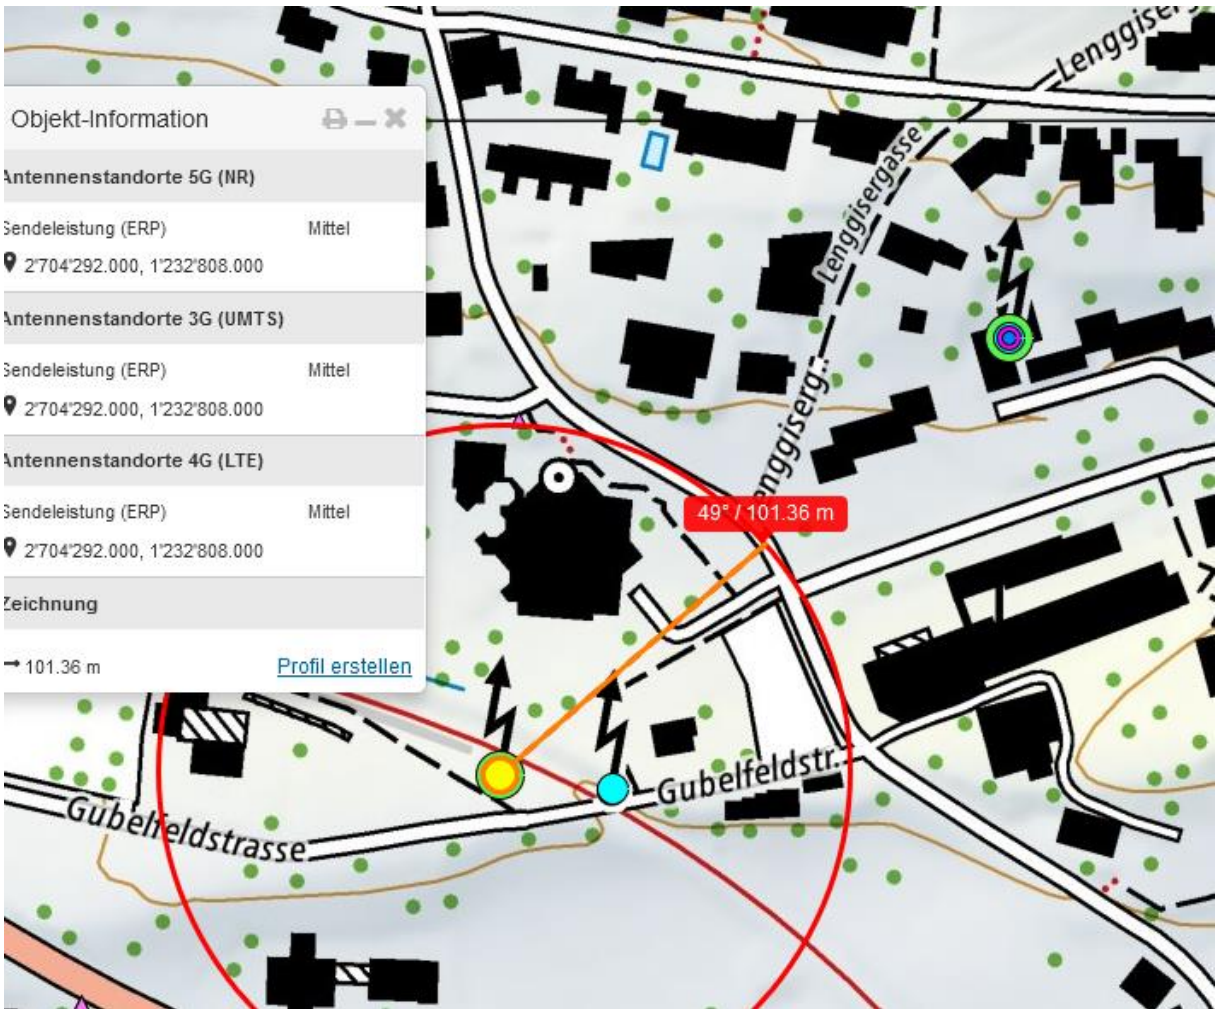 Lenggiser
Objekt-Information
Antennenstandorte 5G (NR)
Sendeleistung (ERP) Mittel
2'704'292.000, 1'232'808.000
Antennenstandorte 3G (UMTS)
Sendeleistung (ERP) Mittel
2'704'292.000, 1'232'808.000
Antennenstandorte 4G (LTE)
Sendeleistung (ERP) Mittel
2'704'292.000, 1'232'808.000
Zeichnung
101.36 m Profil erstellen
Lenggisergasse
Lenggiserg..
49° / 101.36 m
Gubelfeldstr.
Gubelfeldstrasse